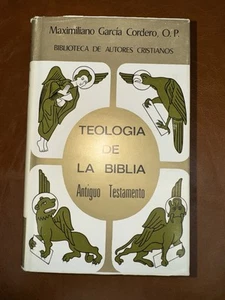 Maximiliano García Cordero, O. P.
BIBLIOTECA DE AUTORES CRISTIANOS
TEOLOGIA
DE
LA BIBLIA
Antiguo Testamento